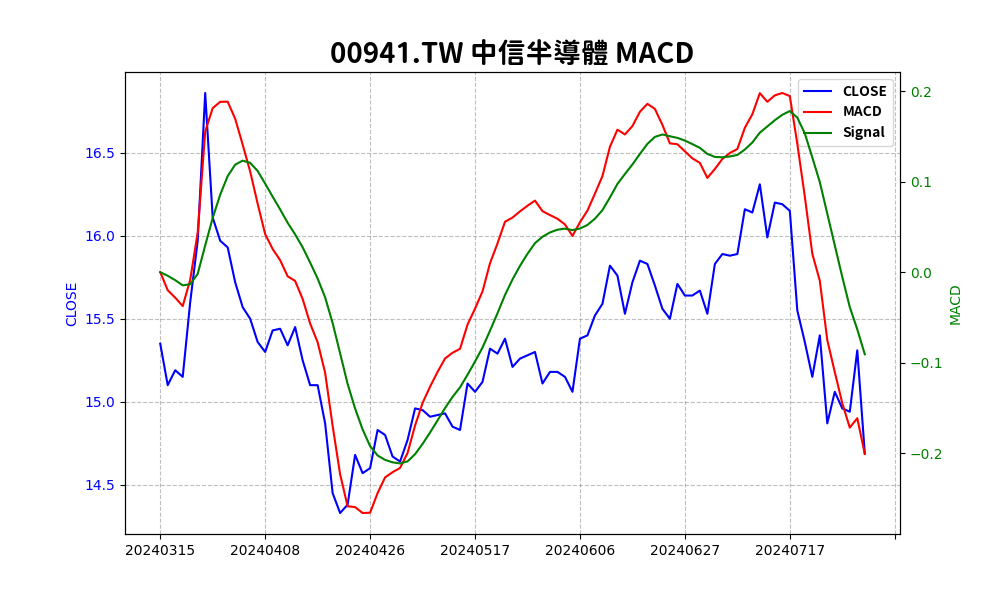 00941.TW 中信半導體 MACD
CLOSE
MACD
Signal
16.5
16.0
15.5
15.0
14.5
CLOSE
0.2
0.1
0.0
−0.1
−0.2
MACD
20240315 20240408 20240426 20240517 20240606 20240627 20240717